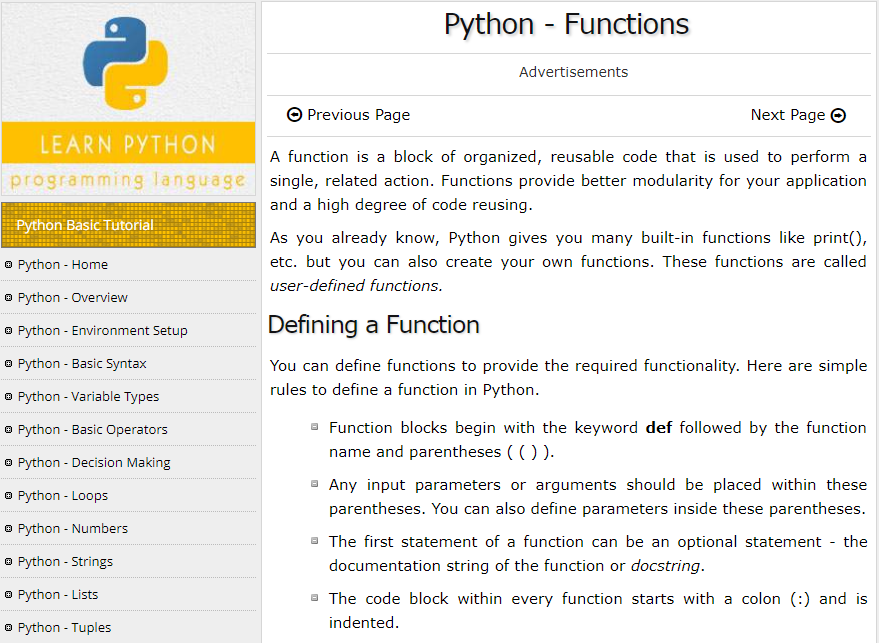 LEARN PYTHON
programming language
Python Basic Tutorial
Python - Home
Python - Overview
Python - Environment Setup
Python - Basic Syntax
Python - Variable Types
Python - Basic Operators
Python - Decision Making
Python - Loops
Python - Numbers
Python - Strings
Python - Lists
Python - Tuples
Python - Functions
Advertisements
Previous Page
Next Page
A function is a block of organized, reusable code that is used to perform a
single, related action. Functions provide better modularity for your application
and a high degree of code reusing.
As you already know, Python gives you many built-in functions like print(),
etc. but you can also create your own functions. These functions are called
user-defined functions.
Defining a Function
You can define functions to provide the required functionality. Here are simple
rules to define a function in Python.
Function blocks begin with the keyword def followed by the function
name and parentheses ( ( ) ).
Any input parameters or arguments should be placed within these
parentheses. You can also define parameters inside these parentheses.
The first statement of a function can be an optional statement - the
documentation string of the function or docstring.
The code block within every function starts with a colon (:) and is
indented.